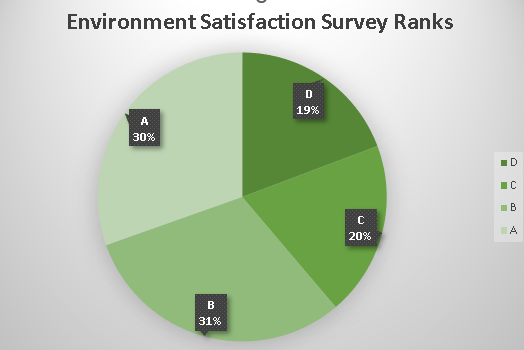 Environment Satisfaction Survey Ranks
D
19%
A
30%
C
20%
B
31%
D
C
B
A